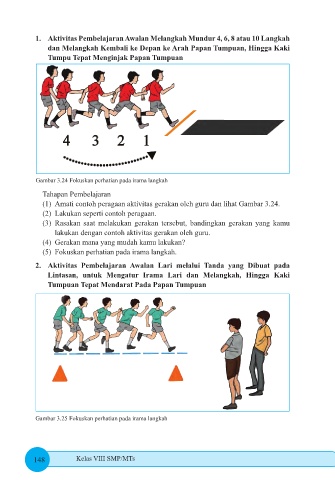 1. Aktivitas Pembelajaran Awalan Melangkah Mundur 4, 6, 8 atau 10 Langkah
dan Melangkah Kembali ke Depan ke Arah Papan Tumpuan, Hingga Kaki
Tumpu Tepat Menginjak Papan Tumpuan
4 3 2 1
Gambar 3.24 Fokuskan perhatian pada irama langkah
Tahapan Pembelajaran
(1) Amati contoh peragaan aktivitas gerakan oleh guru dan lihat Gambar 3.24.
(2) Lakukan seperti contoh peragaan.
(3) Rasakan saat melakukan gerakan tersebut, bandingkan gerakan yang kamu
lakukan dengan contoh aktivitas gerakan oleh guru.
(4) Gerakan mana yang mudah kamu lakukan?
(5) Fokuskan perhatian pada irama langkah.
2. Aktivitas Pembelajaran Awalan Lari melalui Tanda yang Dibuat pada
Lintasan, untuk Mengatur Irama Lari dan Melangkah, Hingga Kaki
Tumpuan Tepat Mendarat Pada Papan Tumpuan
Gambar 3.25 Fokuskan perhatian pada irama langkah
148 Kelas VIII SMP/MTs